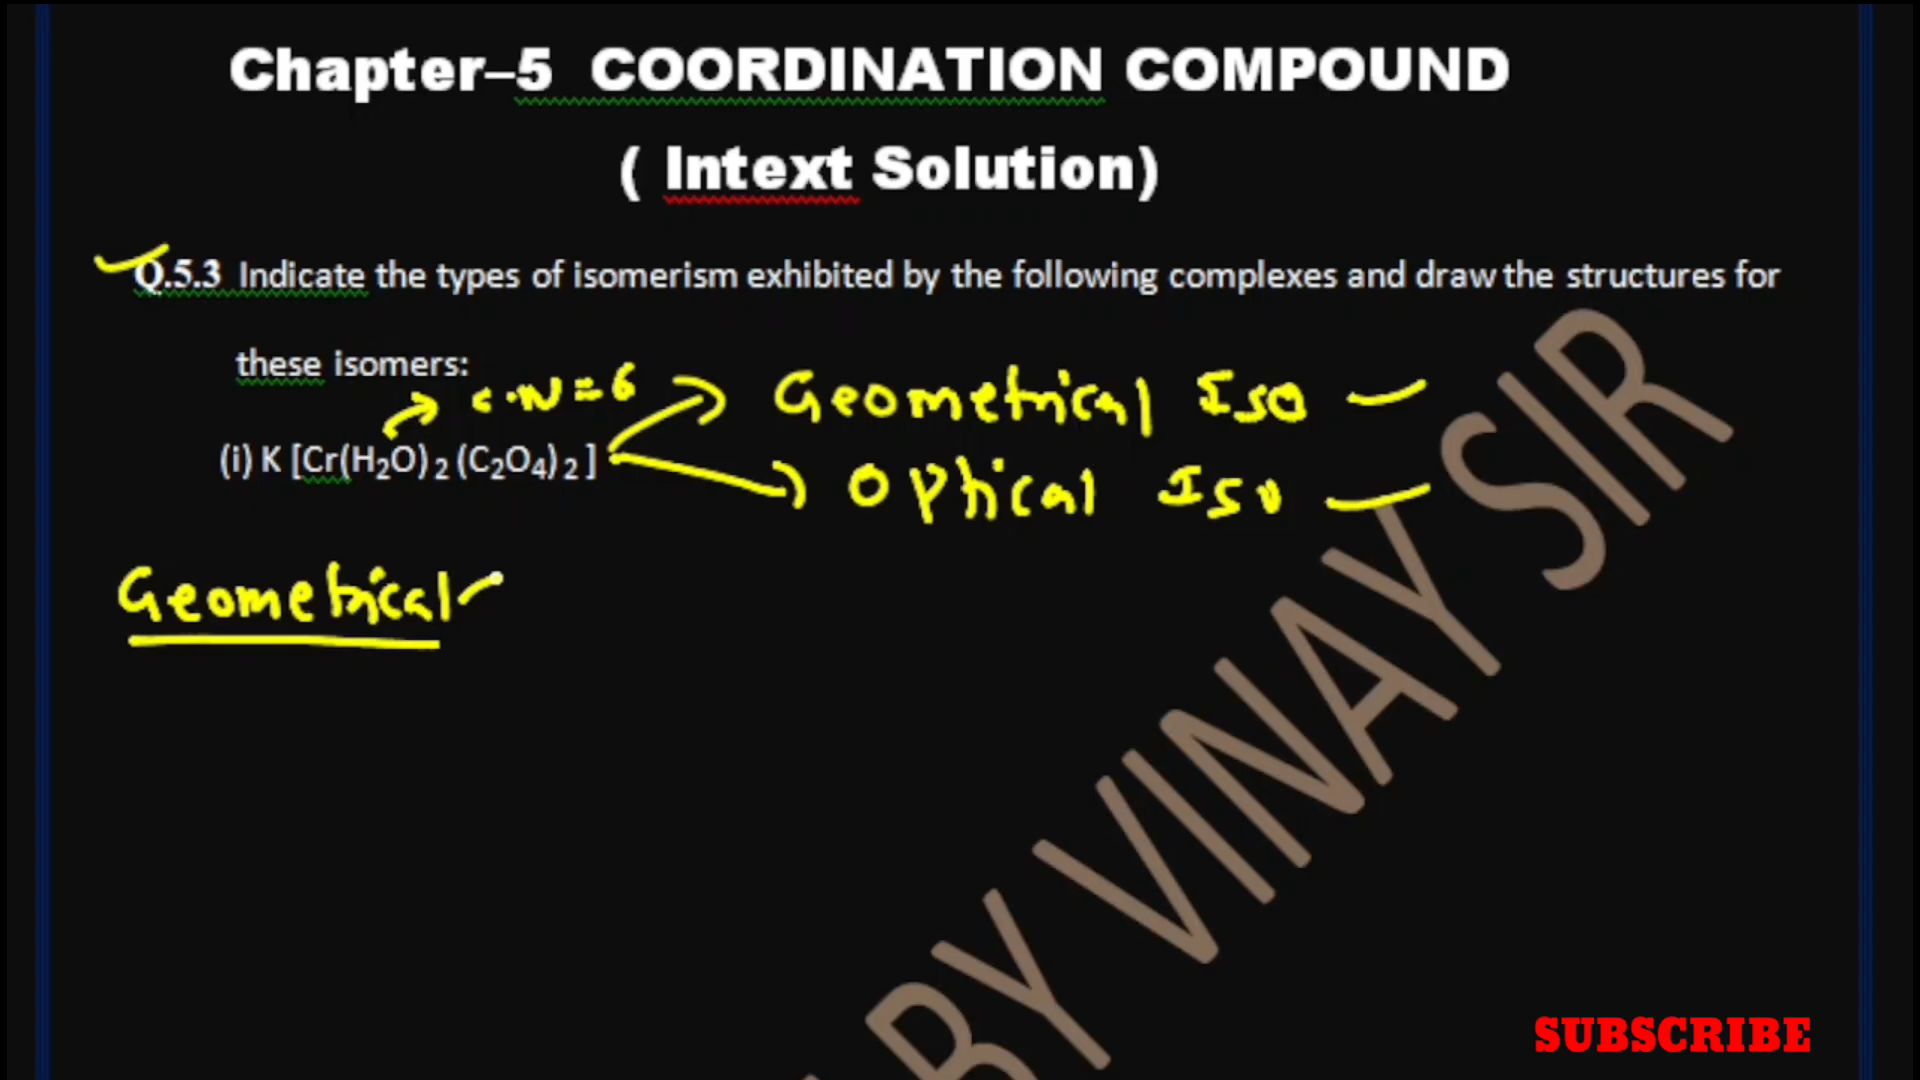 Chapter–5 COORDINATION COMPOUND
( Intext Solution)
Q.5.3 Indicate the types of isomerism exhibited by the following complexes and draw the structures for
these isomers:
C.N=6
Geometrical Iso
(i) K [Cr(H₂O)₂ (C₂O₄)₂]
Optical Iso
Geometrical
BY VINAY SIR
SUBSCRIBE